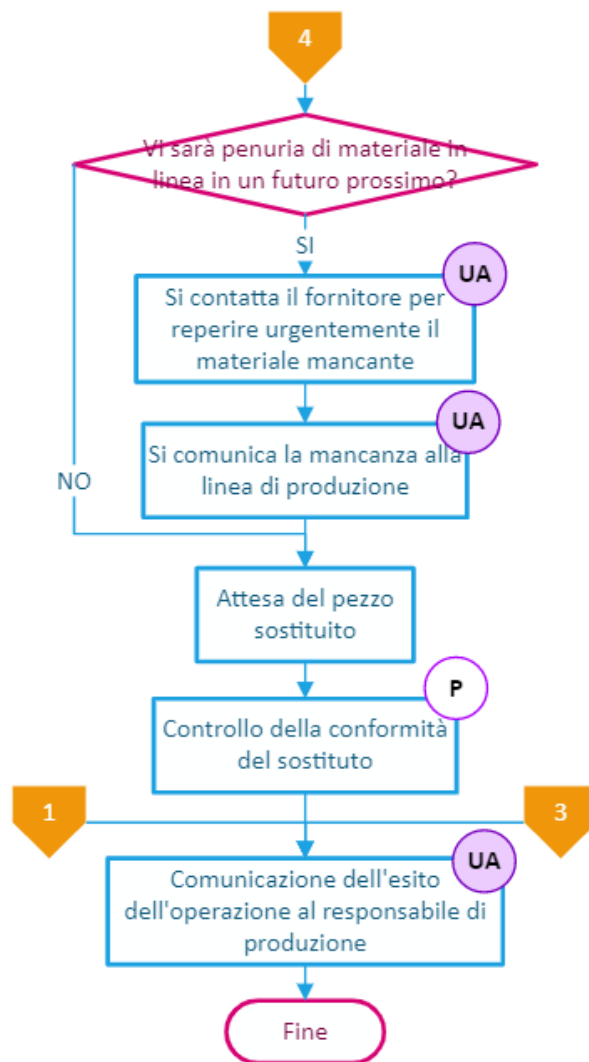 4
Vi sarà penuria di materiale in
linea in un futuro prossimo?
SI
UA
Si contatta il fornitore per
reperire urgentemente il
materiale mancante
UA
Si comunica la mancanza alla
linea di produzione
NO
Attesa del pezzo
sostituito
P
Controllo della conformità
del sostituto
1
3
UA
Comunicazione dell'esito
dell'operazione al responsabile di
produzione
Fine